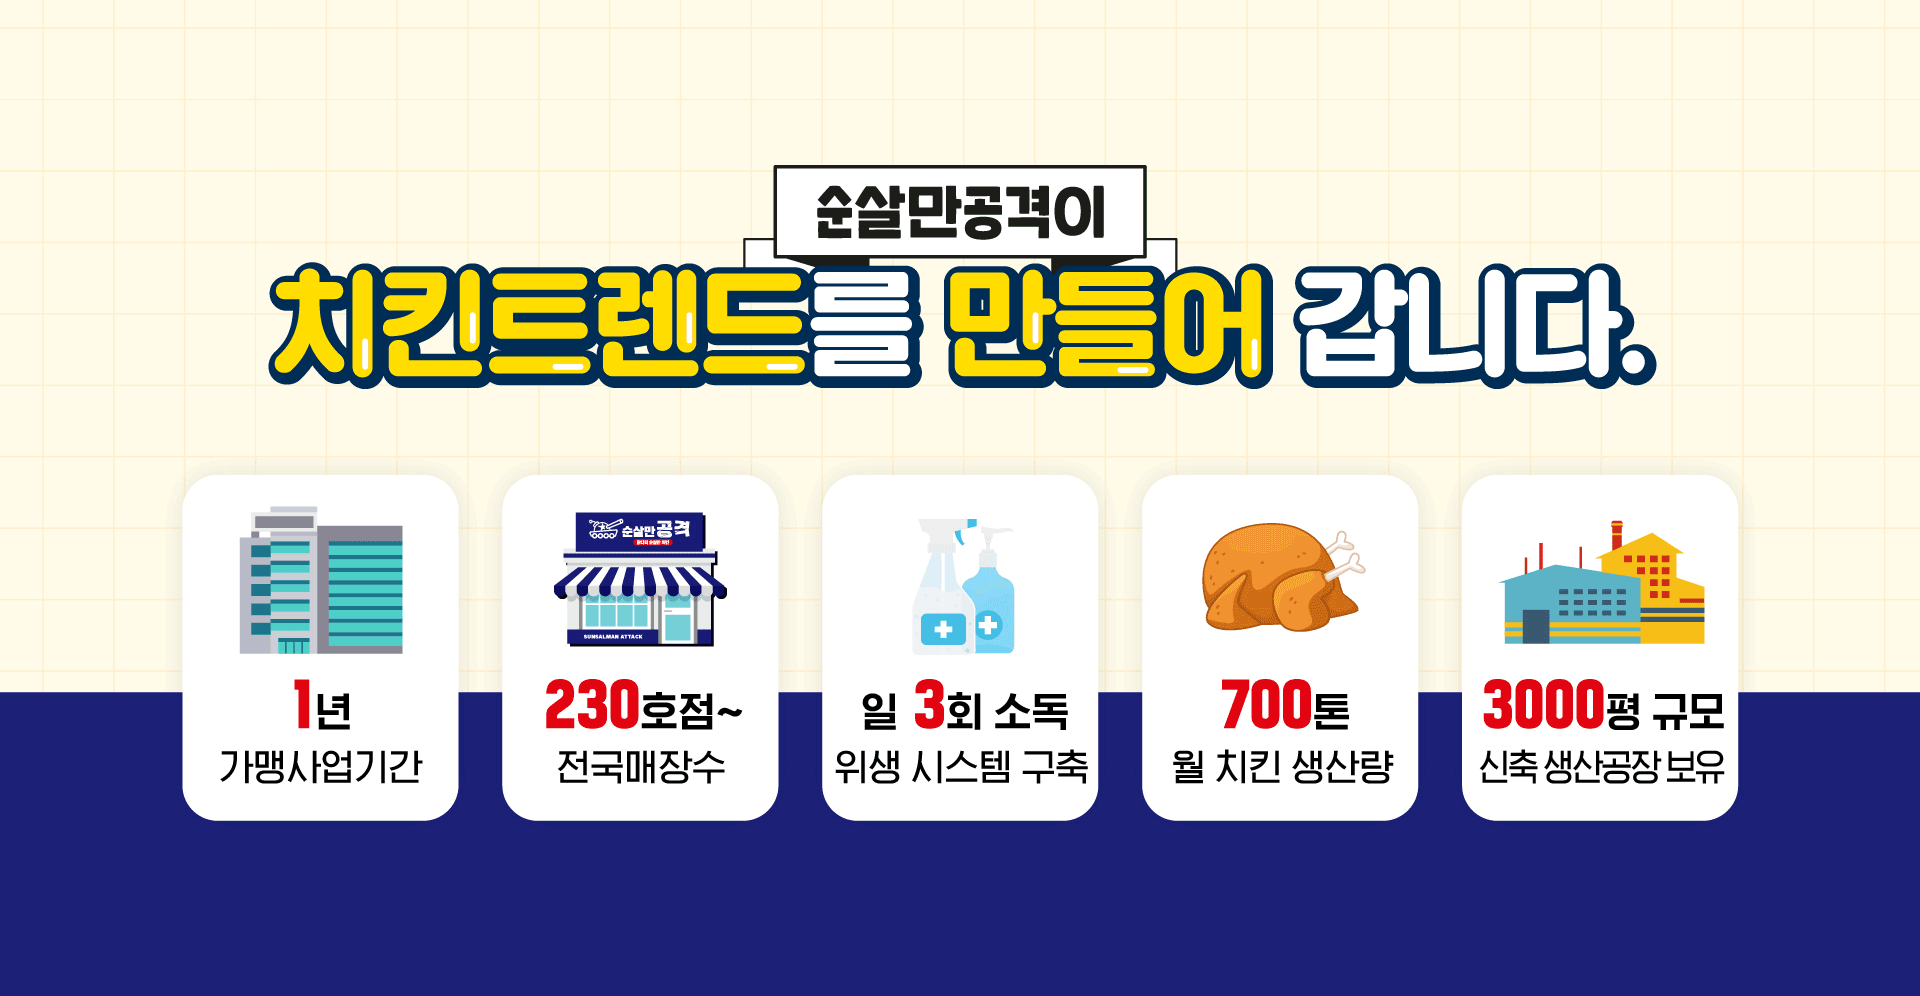 순살만공격이
치킨트렌드를 만들어 갑니다.
순살만공격
SUNSALMAN ATTACK
1년
가맹사업기간
230호점~
전국매장수
일 3회 소독
위생 시스템 구축
700톤
월 치킨 생산량
3000평 규모
신축 생산공장 보유